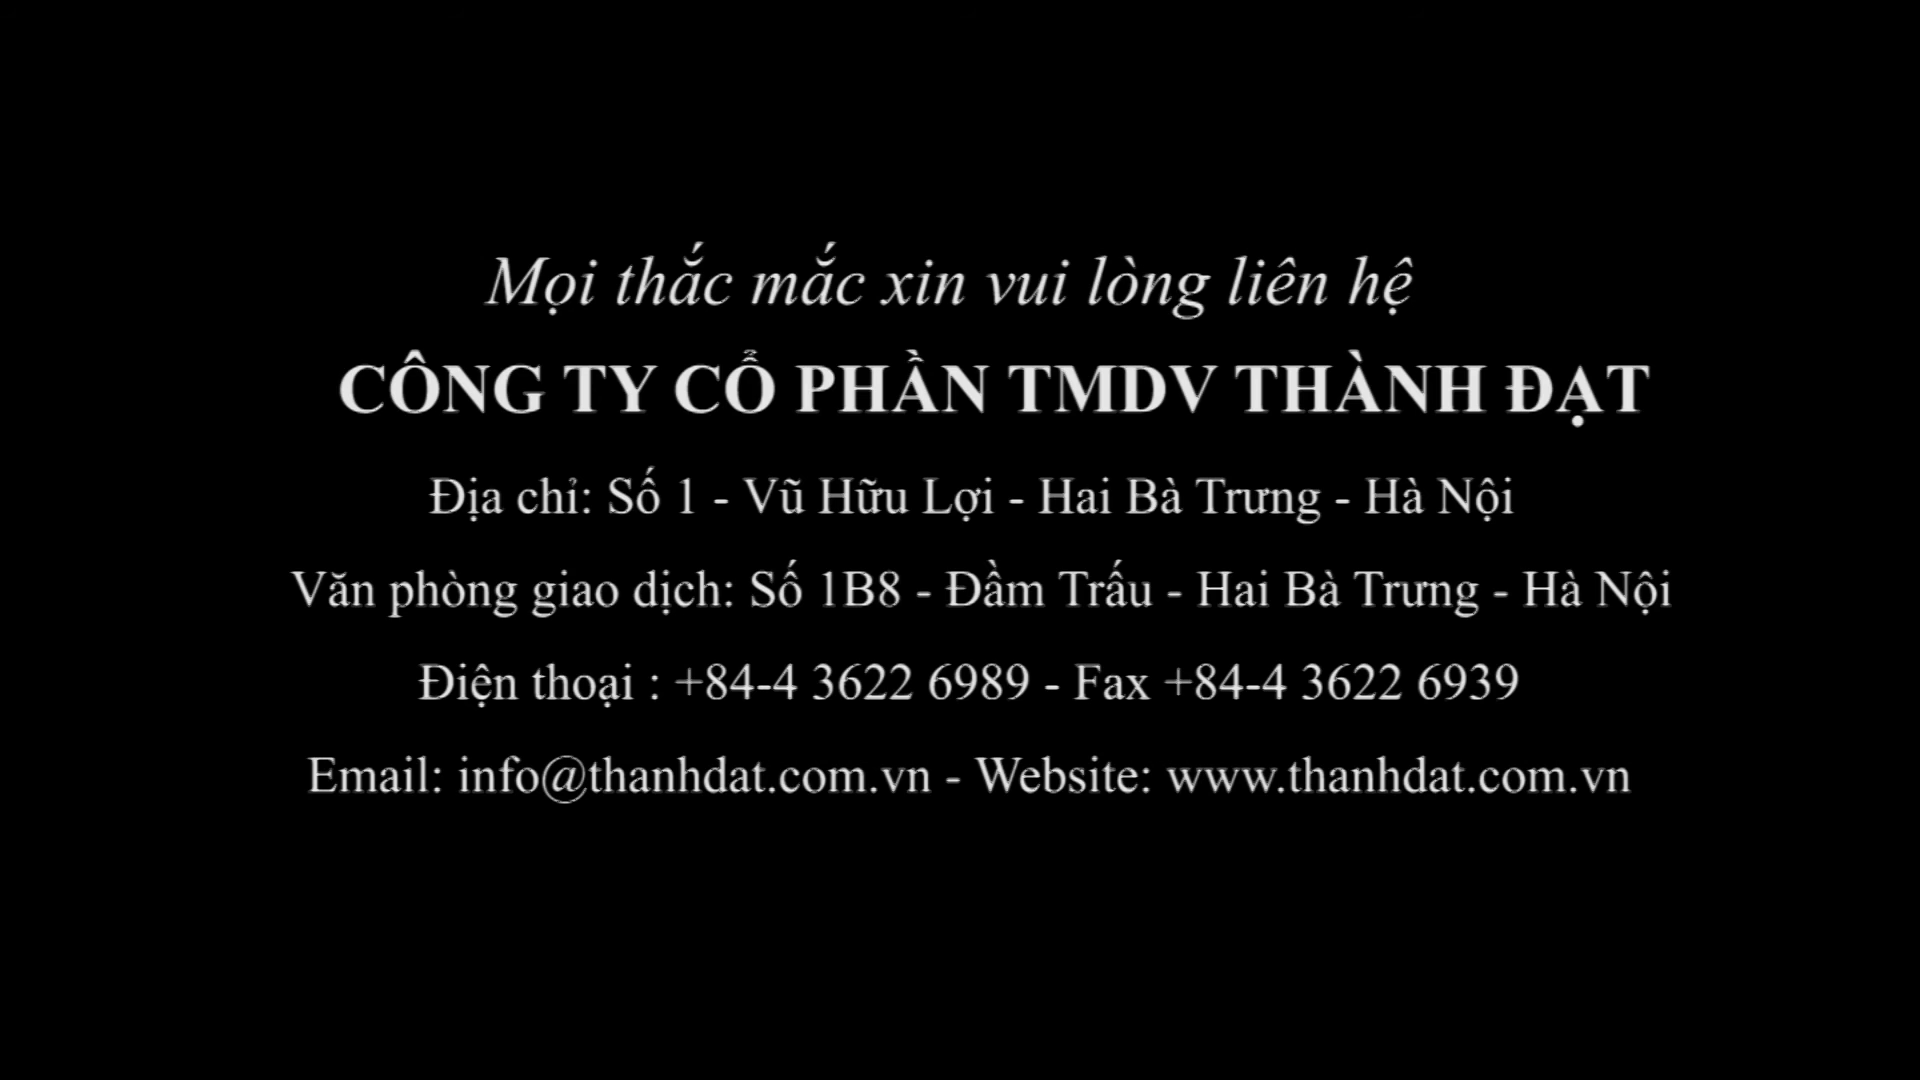 Mọi thắc mắc xin vui lòng liên hệ
CÔNG TY CỔ PHẦN TMDV THÀNH ĐẠT
Địa chỉ: Số 1 - Vũ Hữu Lợi - Hai Bà Trưng - Hà Nội
Văn phòng giao dịch: Số 1B8 - Đầm Trấu - Hai Bà Trưng - Hà Nội
Điện thoại : +84-4 3622 6989 - Fax +84-4 3622 6939
Email: info@thanhdat.com.vn - Website: www.thanhdat.com.vn